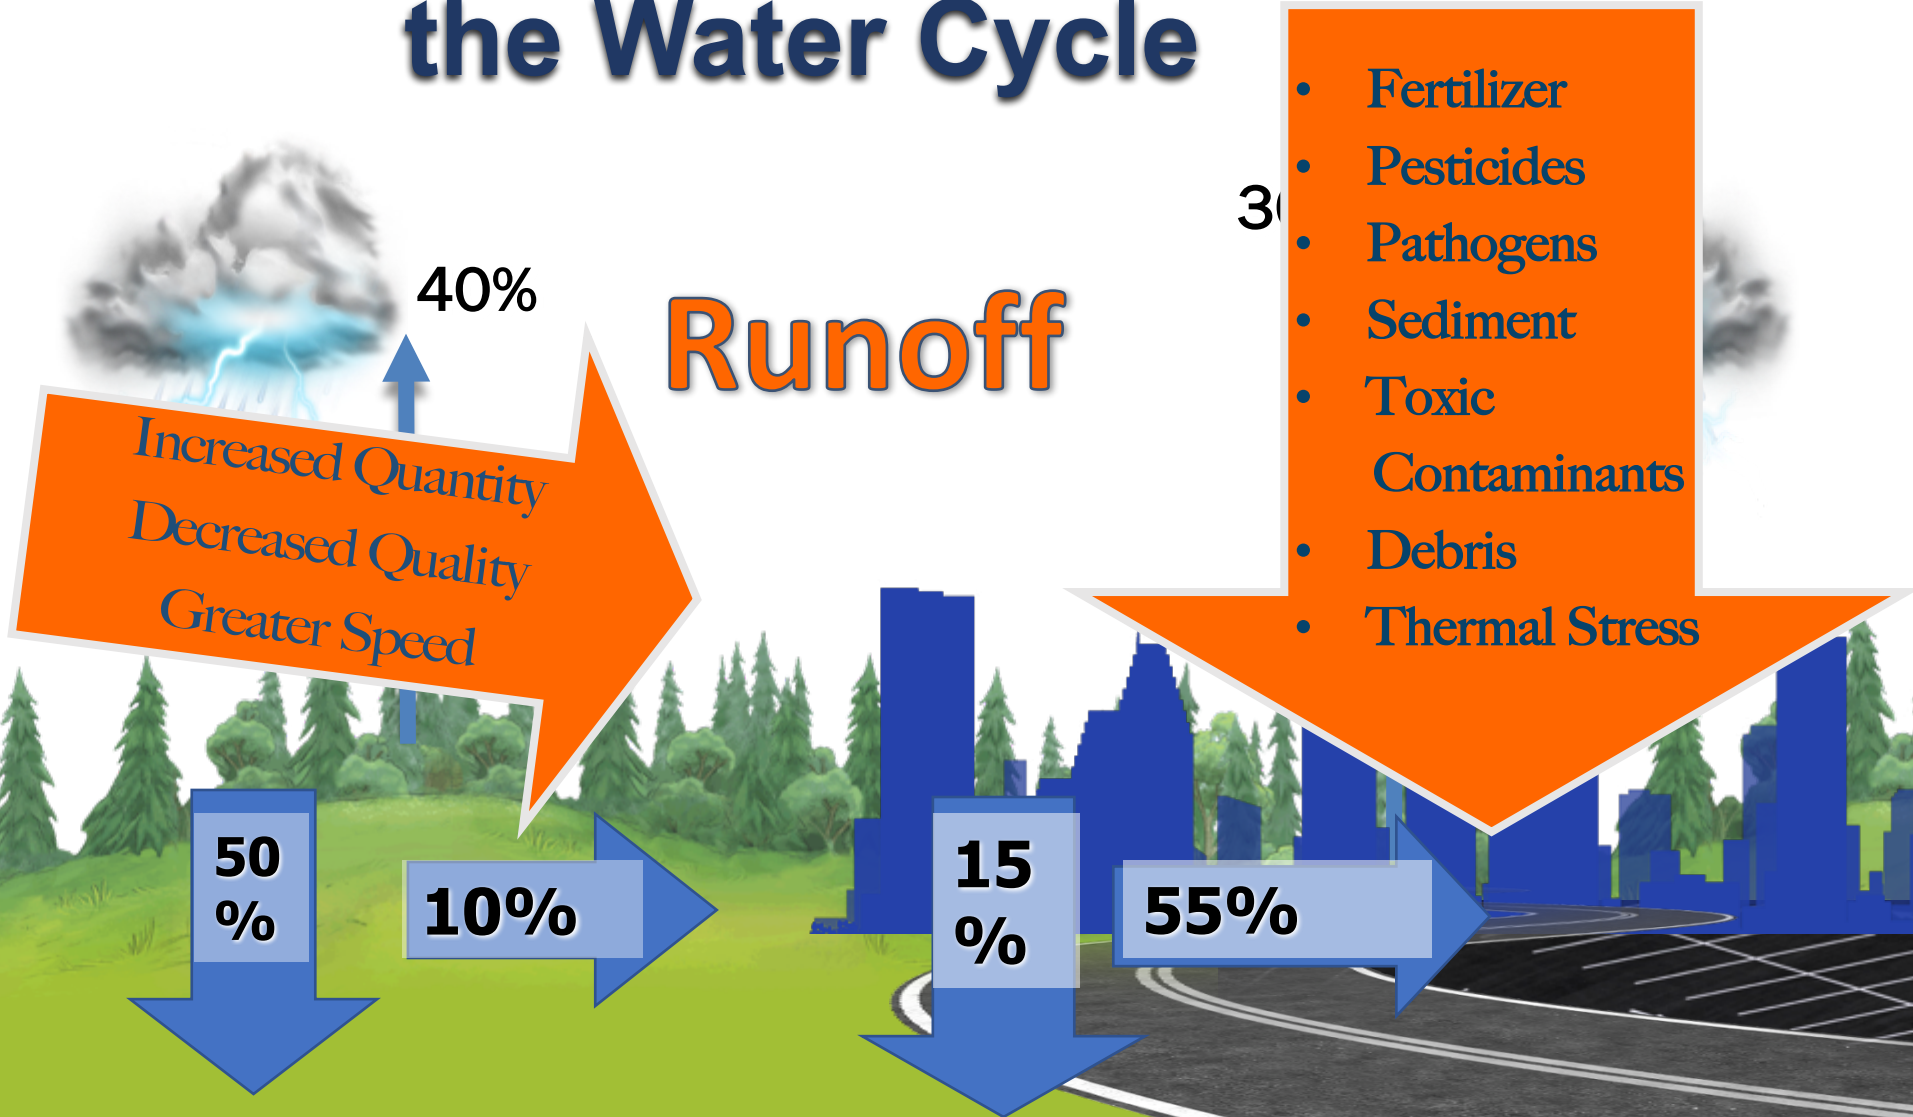 the Water Cycle
• Fertilizer
• Pesticides
• Pathogens
• Sediment
• Toxic
Contaminants
• Debris
• Thermal Stress
40%
Runoff
Increased Quantity
Decreased Quality
Greater Speed
50
%
10%
15
%
55%